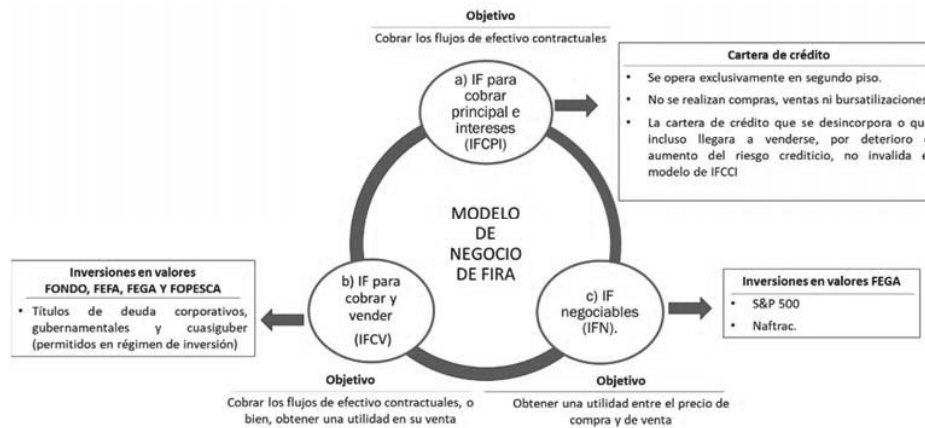 Objetivo
Cobrar los flujos de efectivo contractuales
a) IF para
cobrar
principal e
intereses
(IFCPI)
Cartera de crédito
• Se opera exclusivamente en segundo piso.
• No se realizan compras, ventas ni bursatilizaciones
• La cartera de crédito que se desincorpora o que
incluso llegara a venderse, por deterioro
aumento del riesgo crediticio, no invalida
modelo de IFCCI
MODELO
DE
NEGOCIO
DE FIRA
Inversiones en valores
FONDO, FEFA, FEGA Y FOPESCA
• Títulos de deuda corporativos,
gubernamentales y cuasiguber
(permitidos en régimen de inversión)
b) IF para
cobrar y
vender
(IFCV)
c) IF
negociables
(IFN).
Inversiones en valores FEGA
• S&P 500
• Naftrac.
Objetivo
Cobrar los flujos de efectivo contractuales, o
bien, obtener una utilidad en su venta
Objetivo
Obtener una utilidad entre el precio de
compra y de venta